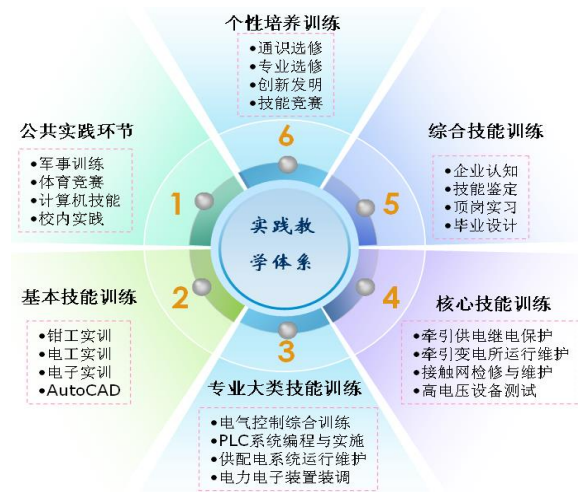 个性培养训练
•通识选修
•专业选修
•创新发明
•技能竞赛
6
公共实践环节
•军事训练
•体育竞赛
•计算机技能
•校内实践
1
综合技能训练
•企业认知
•技能鉴定
•顶岗实习
•毕业设计
5
实践教
学体系
基本技能训练
•钳工实训
•电工实训
•电子实训
•AutoCAD
2
核心技能训练
•牵引供电继电保护
•牵引变电所运行维护
•接触网检修与维护
•高电压设备测试
4
3
专业大类技能训练
•电气控制综合训练
•PLC系统编程与实施
•供配电系统运行维护
•电力电子装置装调